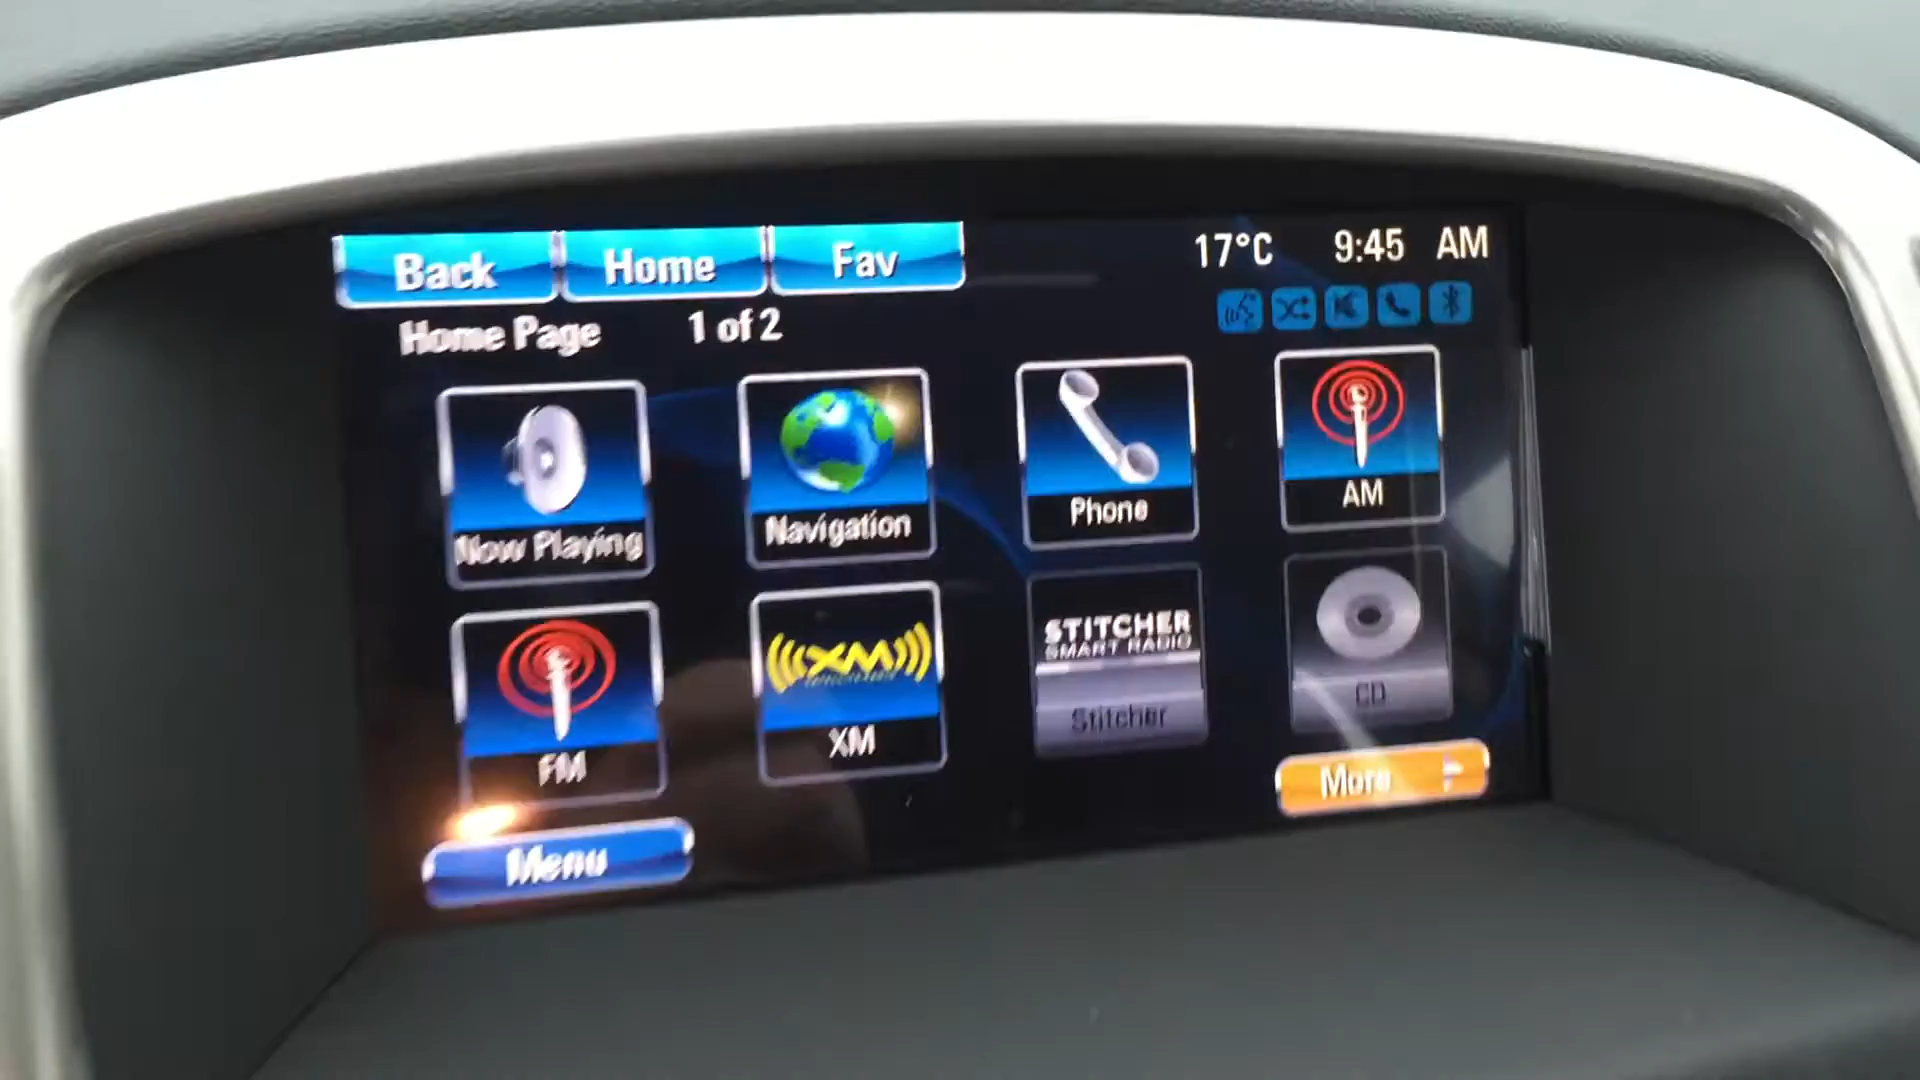 Back Home Fav 17°C 9:45 AM
Home Page 1 of 2
Now Playing
Navigation
Phone
AM
FM
XM
XM
STITCHER
SMART RADIO
Stitcher
CD
Menu
More